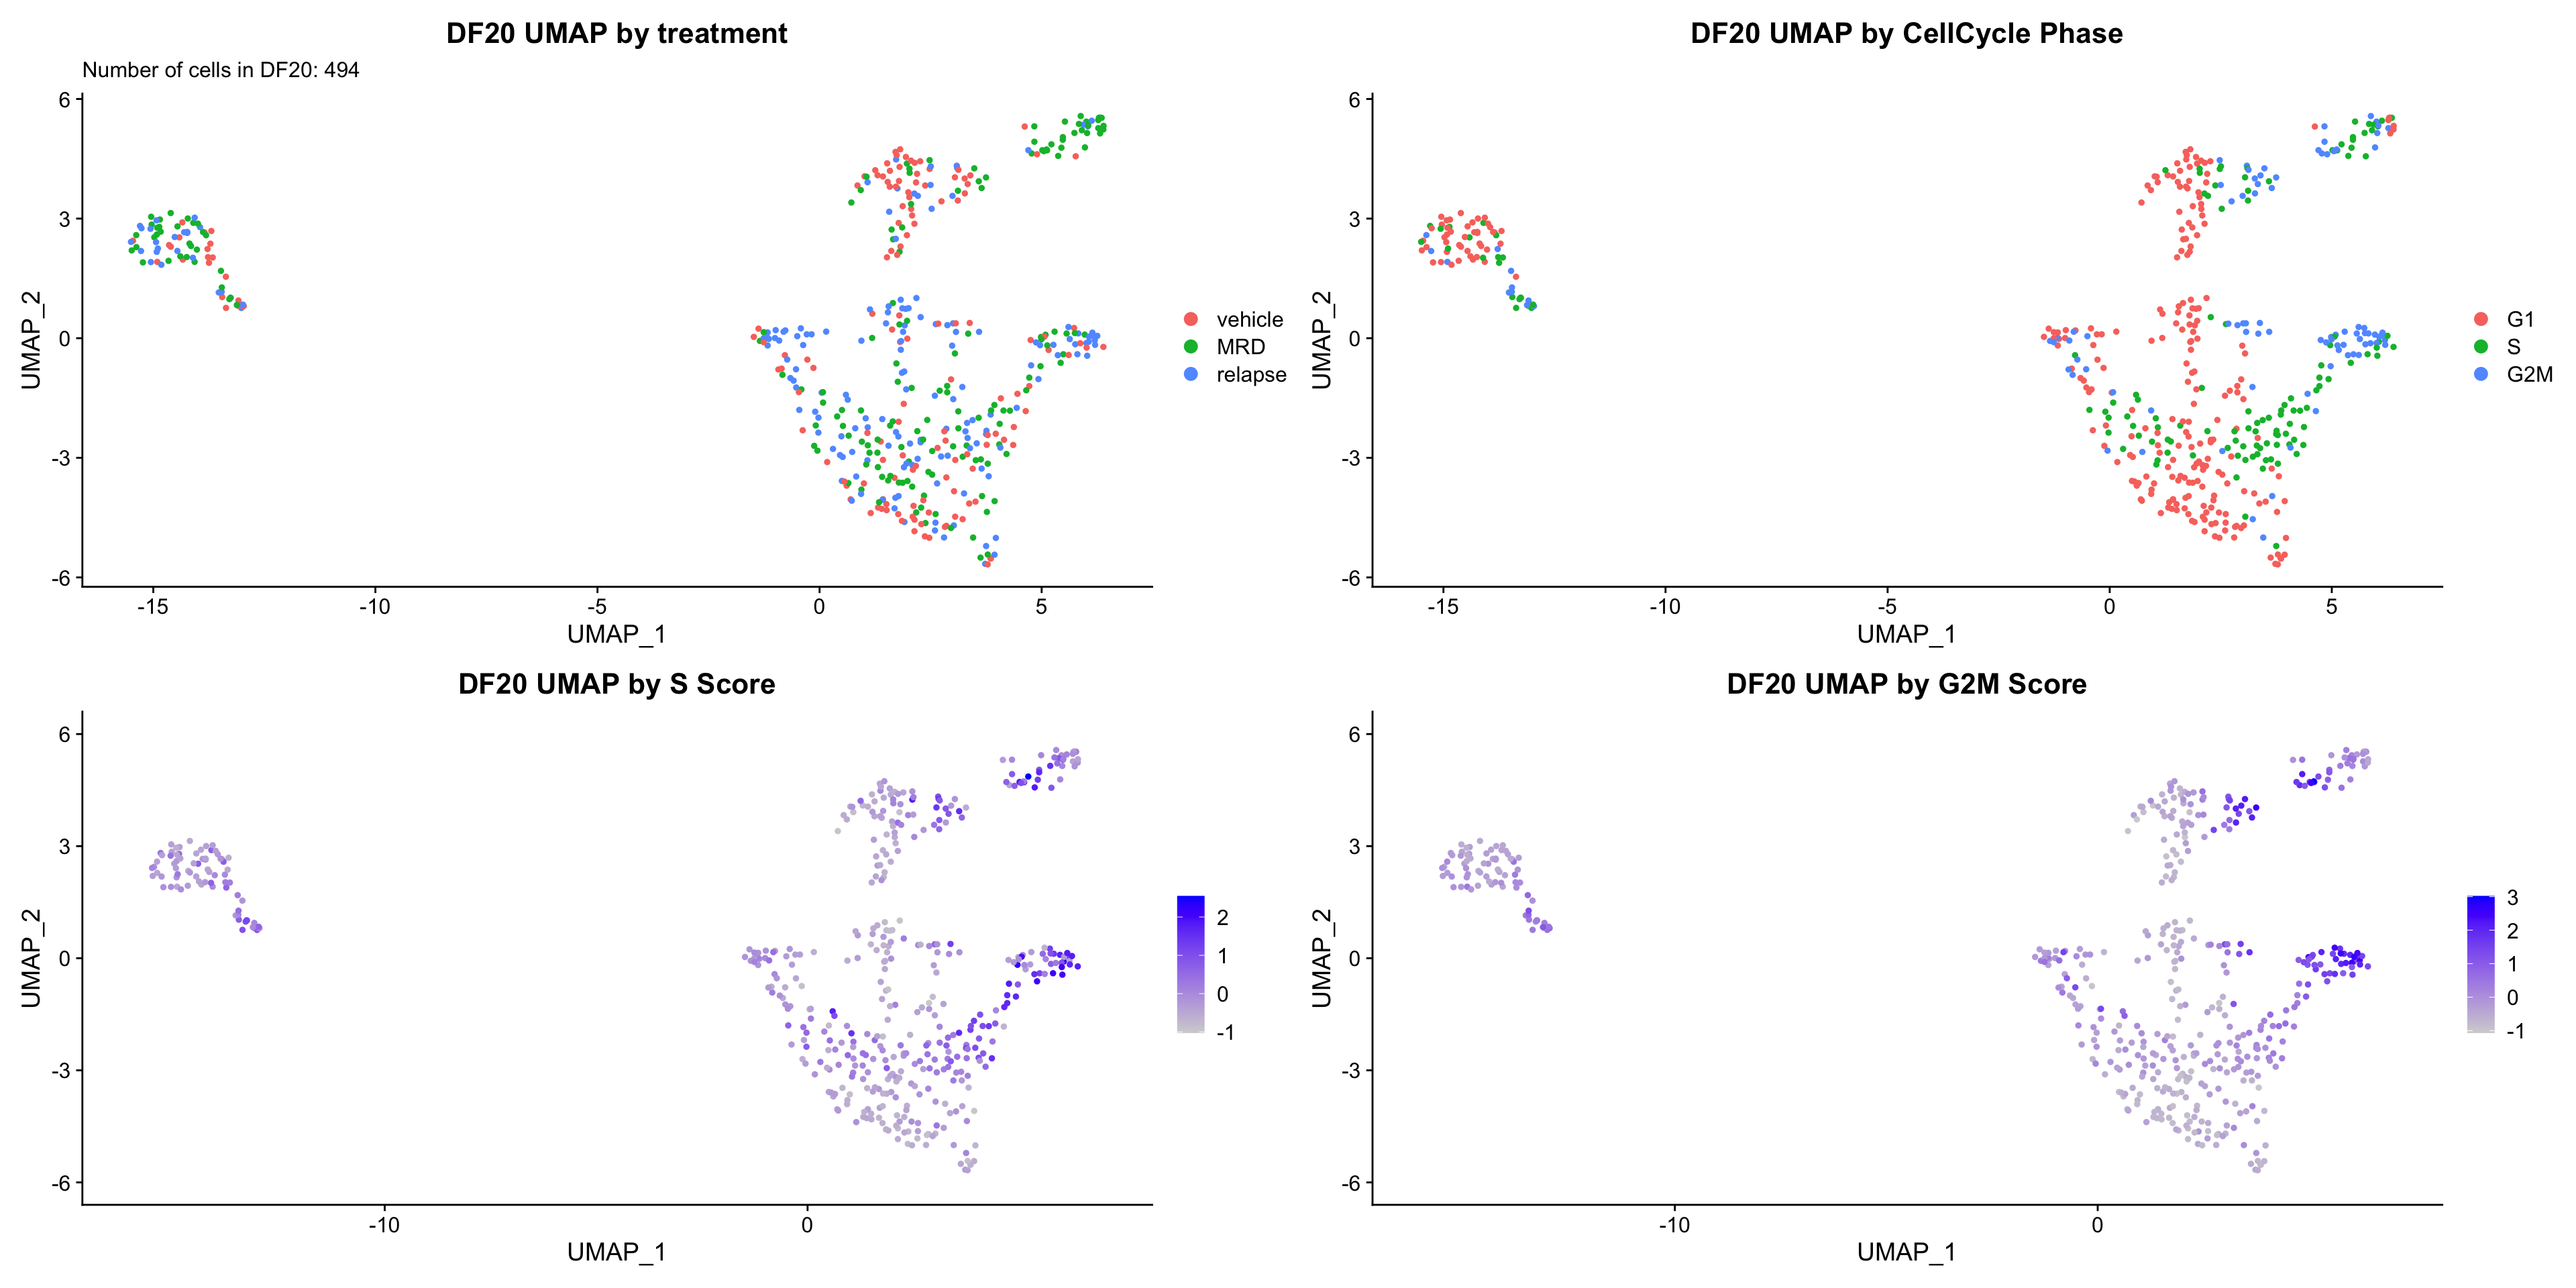 DF20 UMAP by treatment
Number of cells in DF20: 494
6
3
0
-3
-6
-15
-10
-5
0
5
UMAP_1
UMAP_2
vehicle
MRD
relapse
DF20 UMAP by CellCycle Phase
6
3
0
-3
-6
-15
-10
-5
0
5
UMAP_1
UMAP_2
G1
S
G2M
DF20 UMAP by S Score
6
3
0
-3
-6
-10
0
UMAP_1
UMAP_2
2
1
0
-1
DF20 UMAP by G2M Score
6
3
0
-3
-6
-10
0
UMAP_1
UMAP_2
3
2
1
0
-1